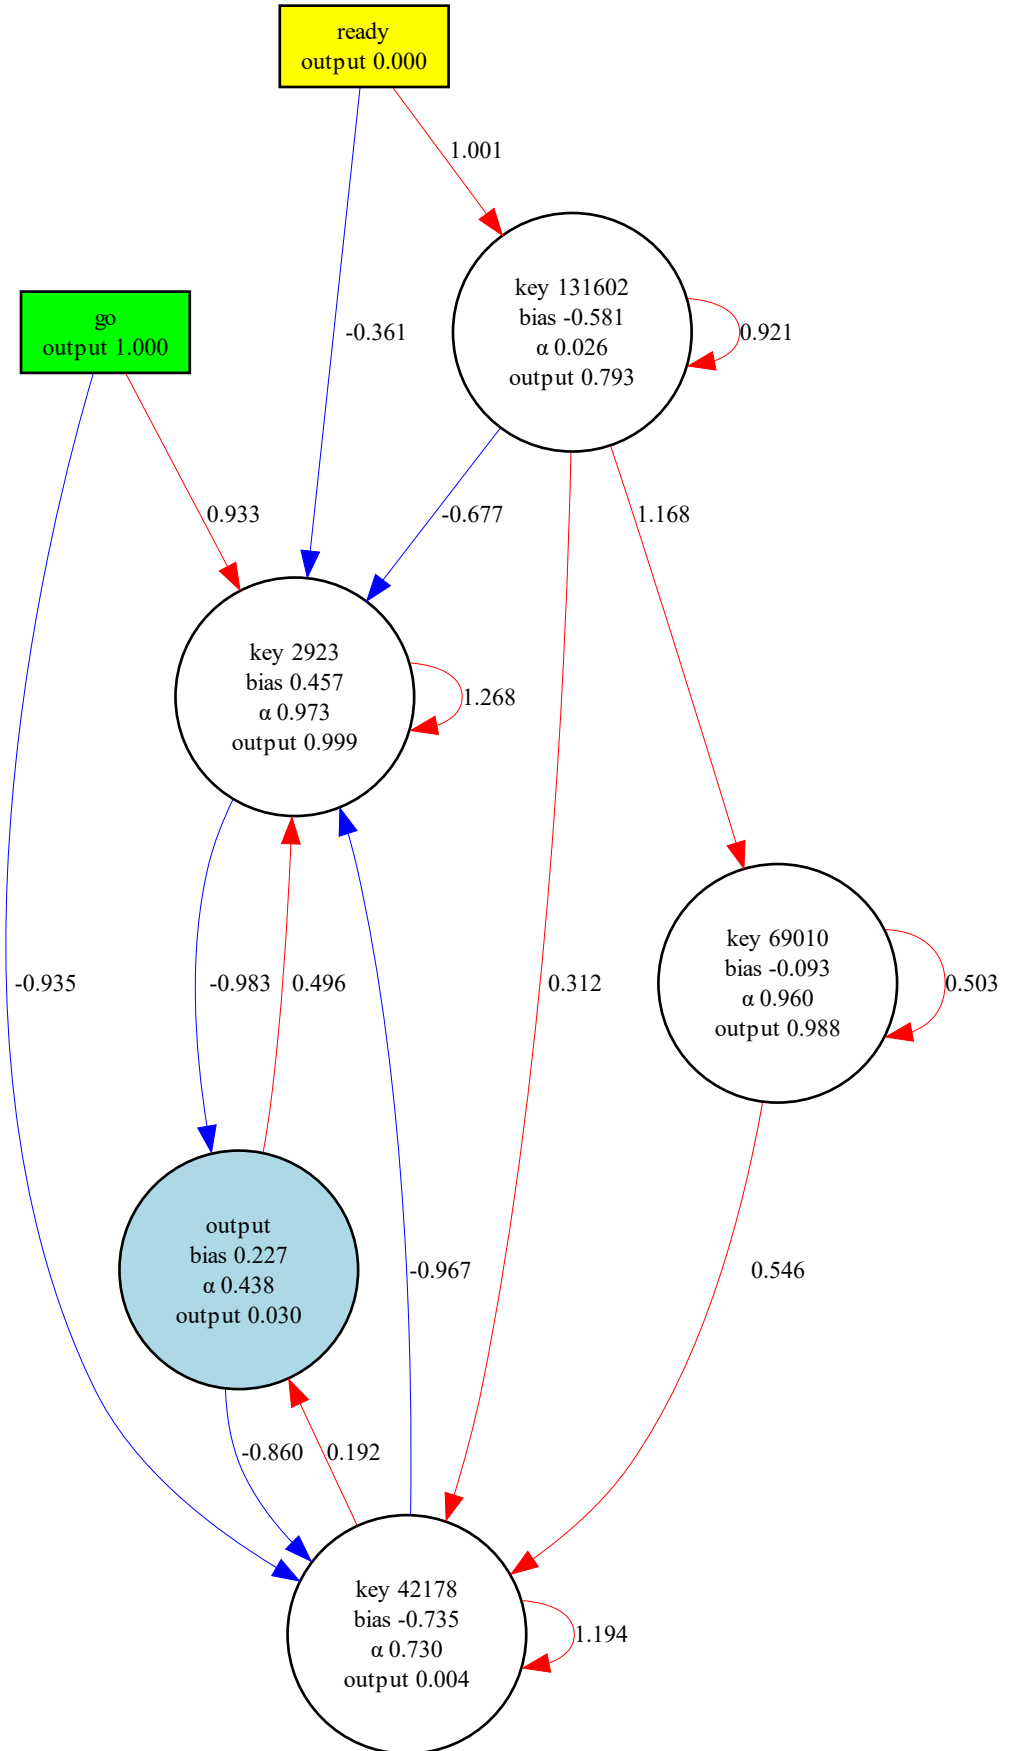 ready
output 0.000
1.001
key 131602
bias -0.581
α 0.026
output 0.793
0.921
go
output 1.000
-0.361
0.933
-0.677
1.168
key 2923
bias 0.457
α 0.973
output 0.999
1.268
key 69010
bias -0.093
α 0.960
output 0.988
0.503
-0.935
-0.983
0.496
0.312
output
bias 0.227
α 0.438
output 0.030
-0.967
0.546
-0.860
0.192
key 42178
bias -0.735
α 0.730
output 0.004
1.194